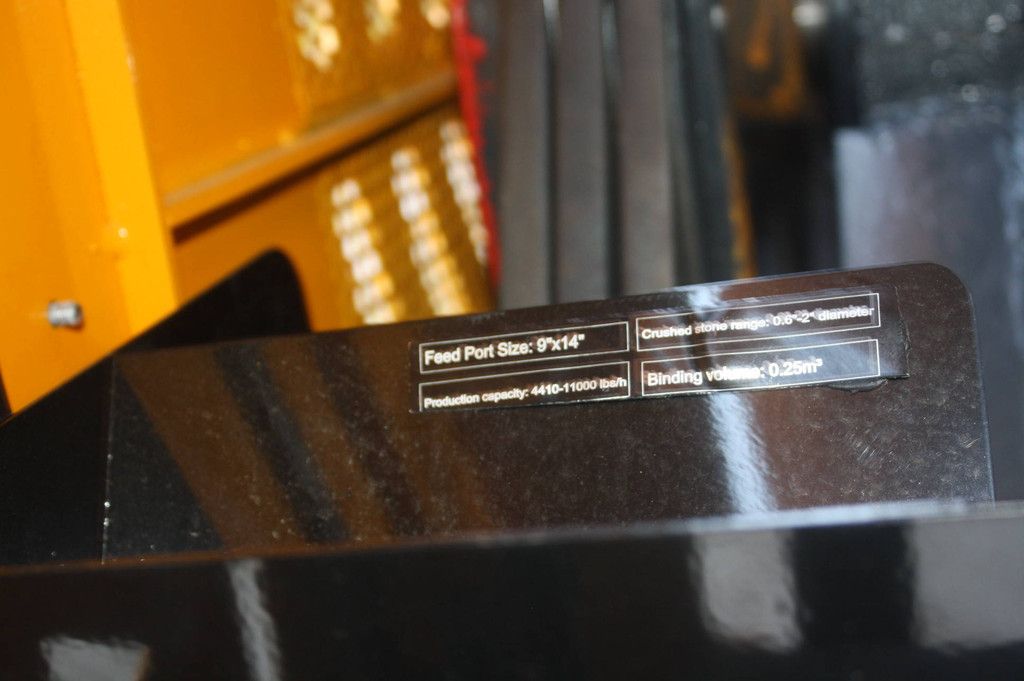 Feed Port Size: 9"x14"
Crushed stone range: 0.6"-2" diameter
Production capacity: 4410-11000 lbs/h
Binding volume: 0.25m³